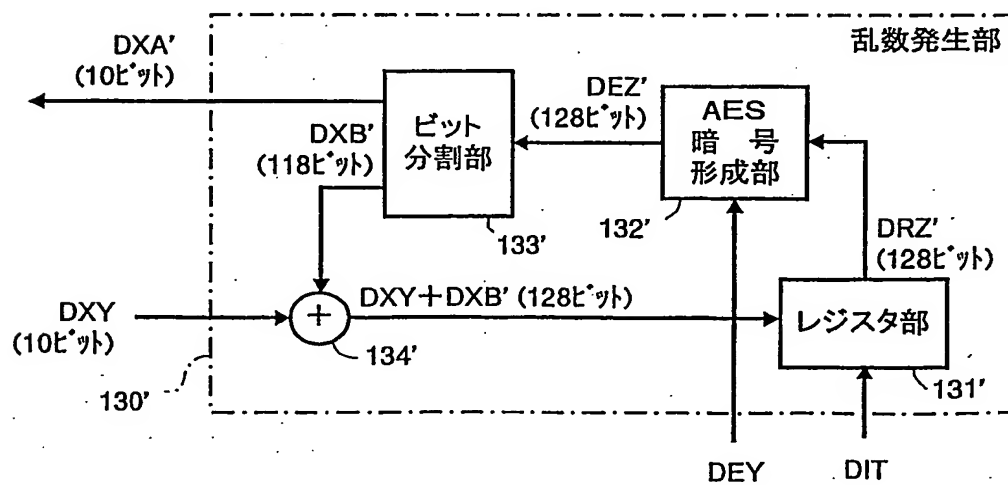 乱数発生部
DXA'
(10ビット)
DXB'
(118ビット)
ビット
分割部
133'
DEZ'
(128ビット)
AES
暗 号
形成部
132'
DRZ'
(128ビット)
DXY
(10ビット)
+
134'
DXY+DXB' (128ビット)
レジスタ部
131'
130'
DEY
DIT